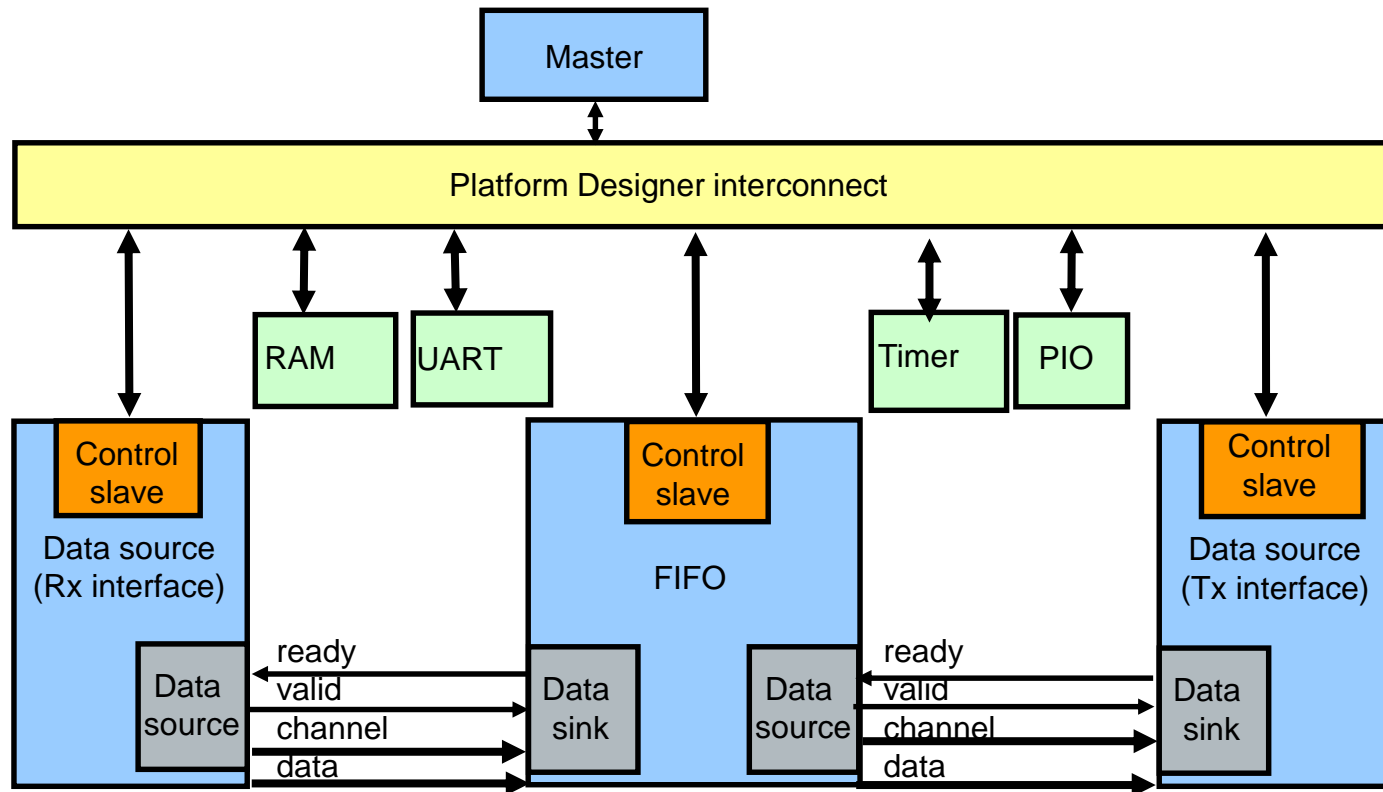 Master
Platform Designer interconnect
RAM
UART
Timer
PIO
Control
slave
Data source
(Rx interface)
Control
slave
FIFO
Control
slave
Data source
(Tx interface)
Data
source
ready
valid
channel
data
Data
sink
Data
source
ready
valid
channel
data
Data
sink